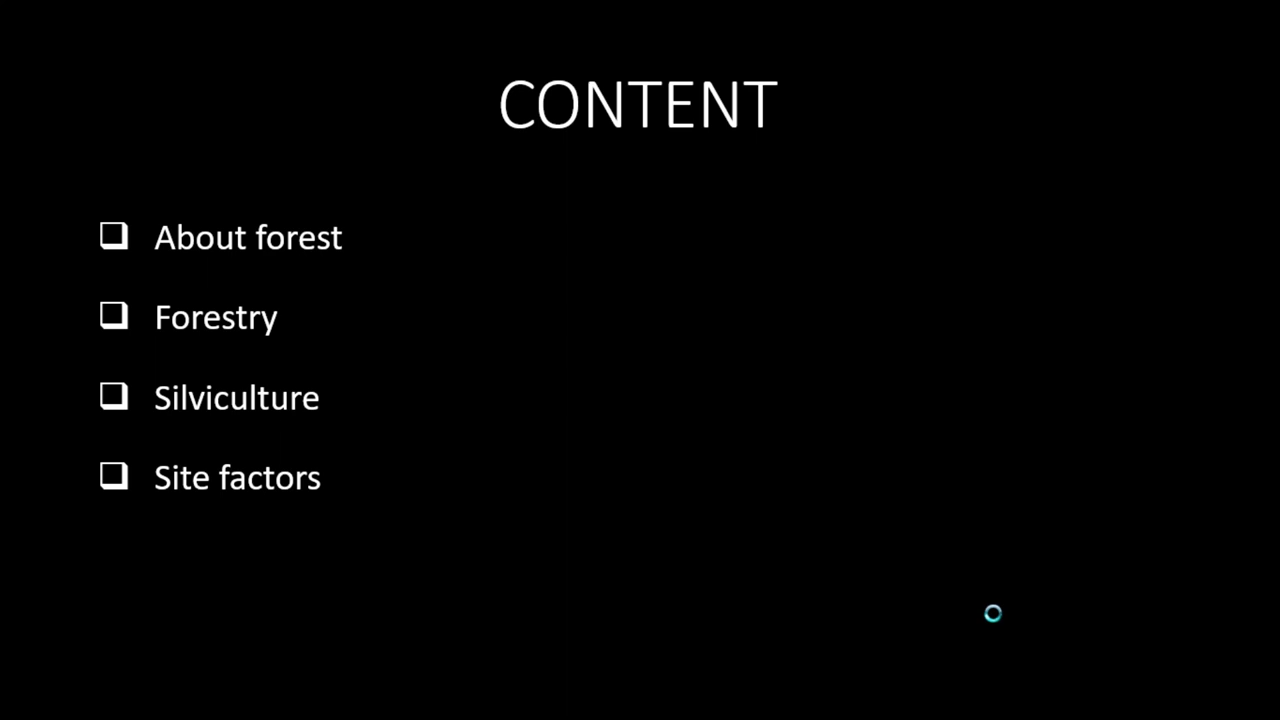 CONTENT
❑ About forest
❑ Forestry
❑ Silviculture
❑ Site factors